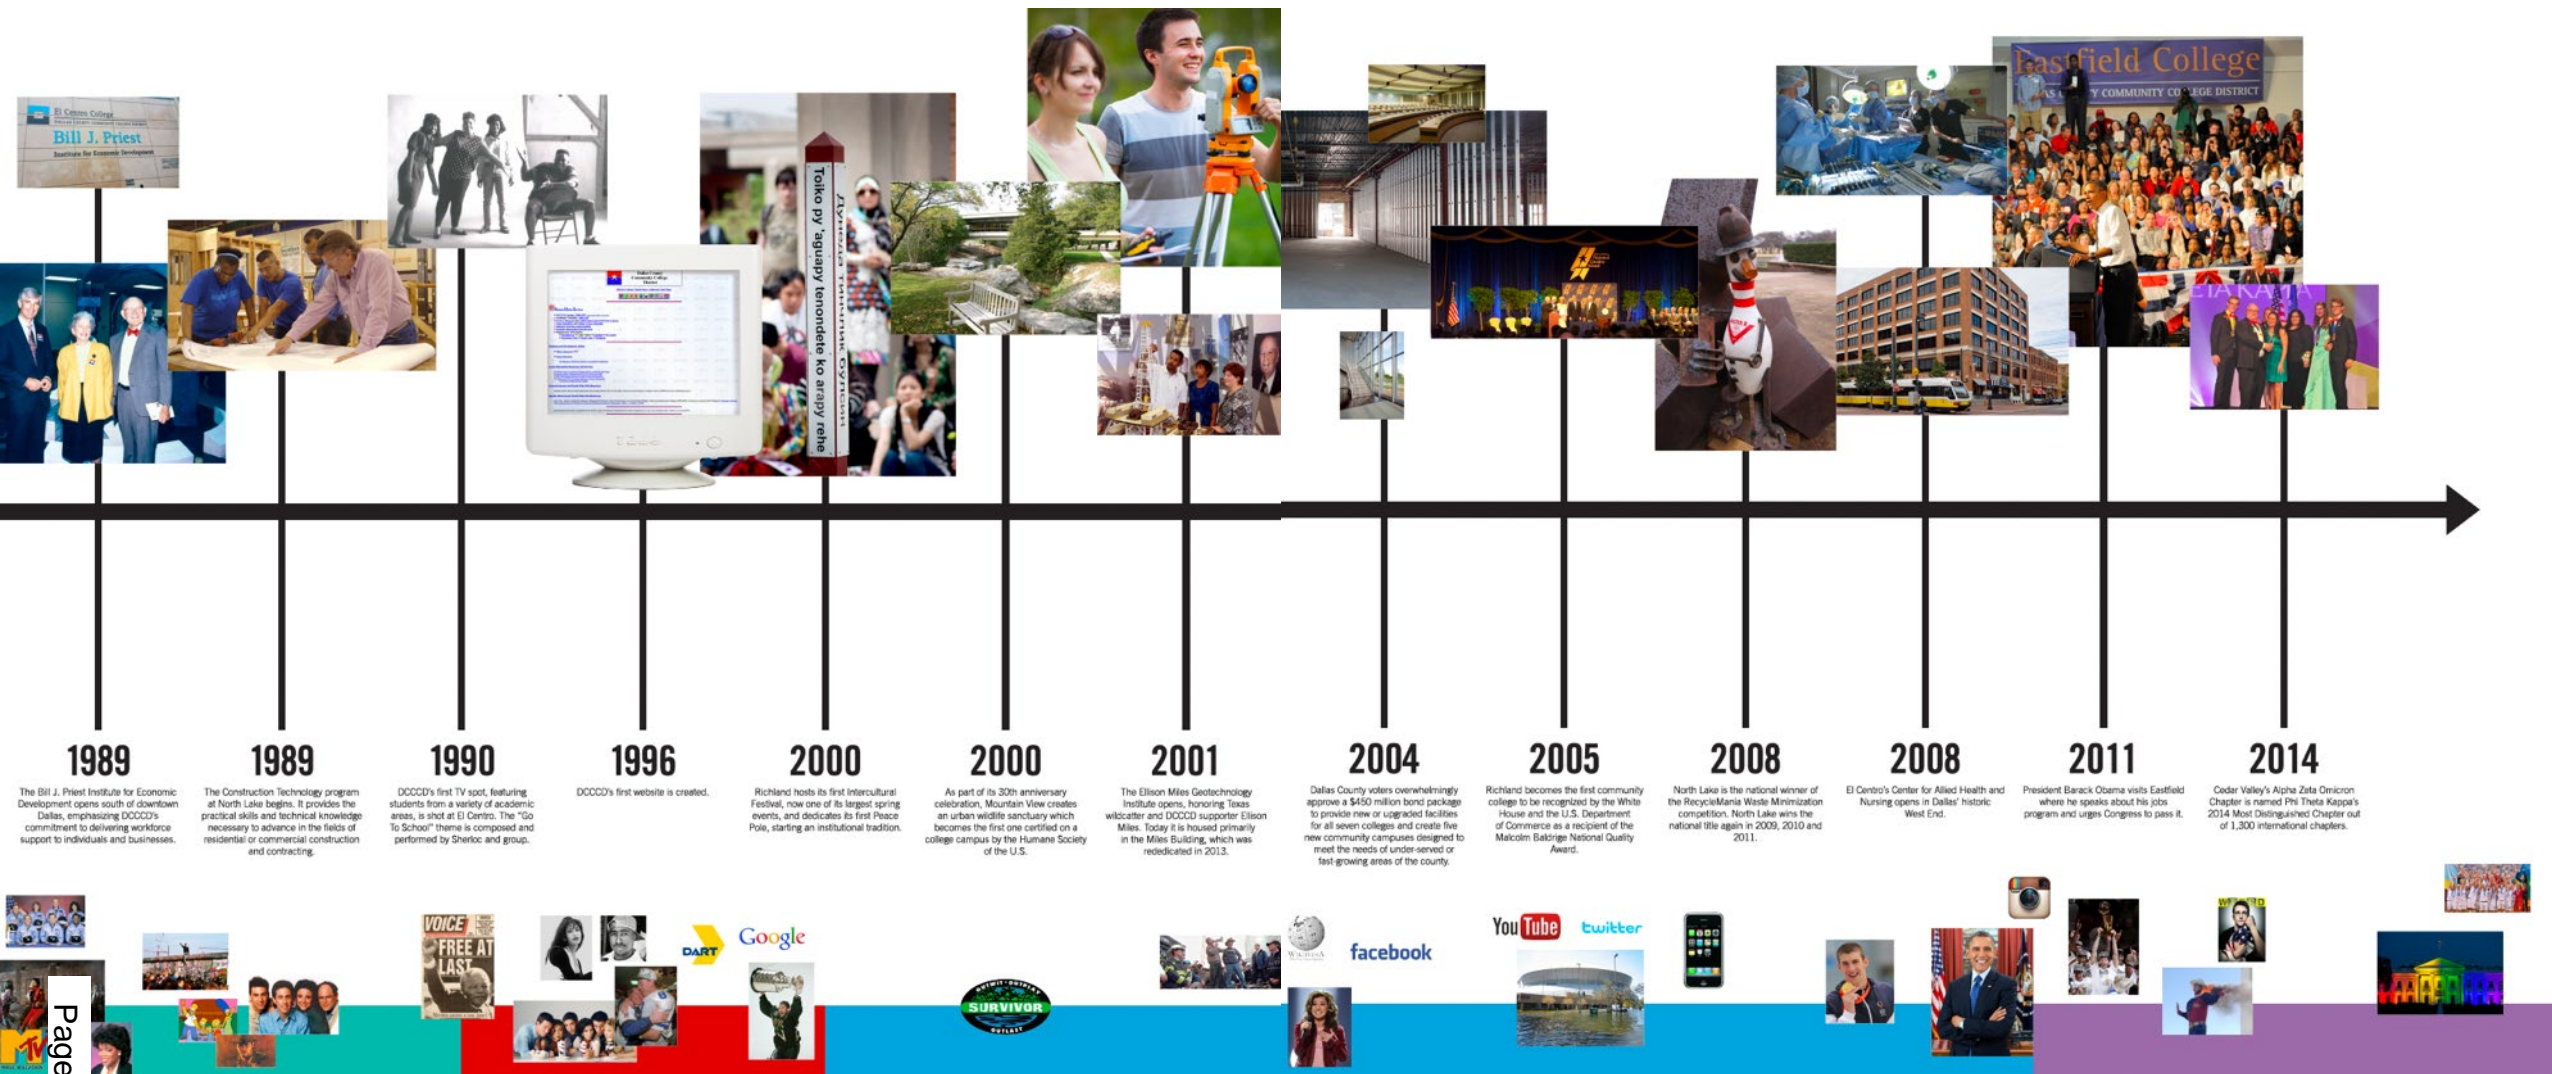 El Centro College
Bill J. Priest
Institute for Economic Development
Eastfield College
COMMUNITY COLLEGE DISTRICT
Toiko py 'aguapy tenondete ko arapy rehe
ETA KAPPA
1989
The Bill J. Priest Institute for Economic
Development opens south of downtown
Dallas, emphasizing DCCCD's
commitment to delivering workforce
support to individuals and businesses.
1989
The Construction Technology program
at North Lake begins. It provides the
practical skills and technical knowledge
necessary to advance in the fields of
residential or commercial construction
and contracting.
1990
DCCCD's first TV spot, featuring
students from a variety of academic
areas, is shot at El Centro. The "Go
To School" theme is composed and
performed by Sherloc and group.
1996
DCCCD's first website is created.
2000
Richland hosts its first Intercultural
Festival, now one of its largest spring
events, and dedicates its first Peace
Pole, starting an institutional tradition.
2000
As part of its 30th anniversary
celebration, Mountain View creates
an urban wildlife sanctuary which
becomes the first one certified on a
college campus by the Humane Society
of the U.S.
2001
The Ellison Miles Geotechnology
Institute opens, honoring Texas
wildcatter and DCCCD supporter Ellison
Miles. Today it is housed primarily
in the Miles Building, which was
rededicated in 2013.
2004
Dallas County voters overwhelmingly
approve a $450 million bond package
to provide new or upgraded facilities
for all seven colleges and create five
new community campuses designed to
meet the needs of under-served or
fast-growing areas of the county.
2005
Richland becomes the first community
college to be recognized by the White
House and the U.S. Department
of Commerce as a recipient of the
Malcolm Baldrige National Quality
Award.
2008
North Lake is the national winner of
the RecycleMania Waste Minimization
competition. North Lake wins the
national title again in 2009, 2010 and
2011.
2008
El Centro's Center for Allied Health and
Nursing opens in Dallas' historic
West End.
2011
President Barack Obama visits Eastfield
where he speaks about his jobs
program and urges Congress to pass it.
2014
Cedar Valley's Alpha Zeta Omicron
Chapter is named Phi Theta Kappa's
2014 Most Distinguished Chapter out
of 1,300 international chapters.
VOICE
FREE AT
LAST
DART
Google
OUTWIT · OUTPLAY
SURVIVOR
OUTLAST
WIKIPEDIA
facebook
YouTube
twitter
WIRED
MTV
Page